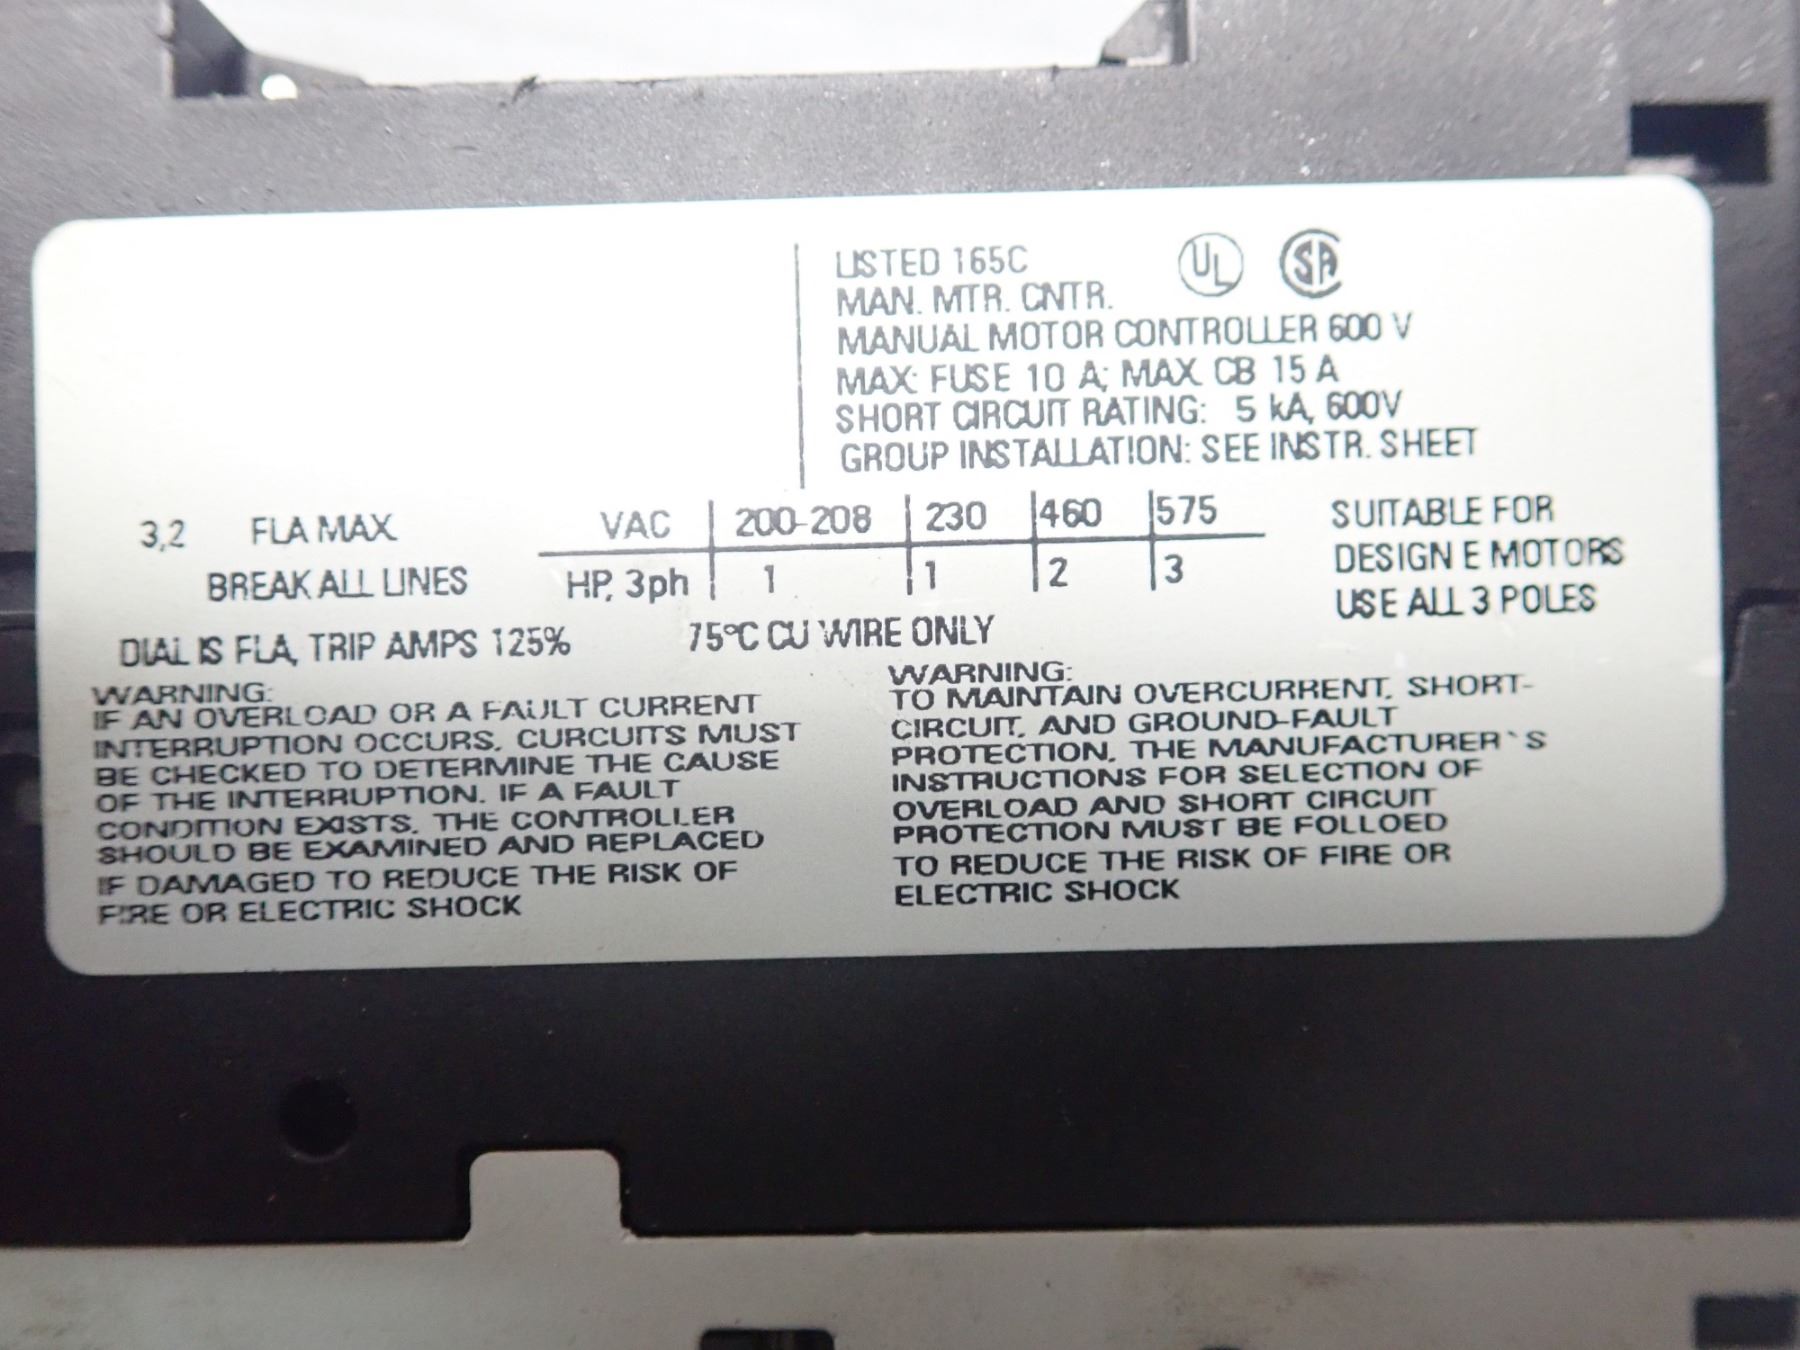 LISTED 165C UL SA
MAN. MTR. CNTR.
MANUAL MOTOR CONTROLLER 600 V
MAX: FUSE 10 A; MAX. CB 15 A
SHORT CIRCUIT RATING: 5 kA, 600V
GROUP INSTALLATION: SEE INSTR. SHEET
3,2 FLA MAX.
BREAK ALL LINES
VAC 200-208 230 460 575
HP, 3ph 1 1 2 3
SUITABLE FOR
DESIGN E MOTORS
USE ALL 3 POLES
DIAL IS FLA, TRIP AMPS 125% 75°C CU WIRE ONLY
WARNING:
IF AN OVERLOAD OR A FAULT CURRENT
INTERRUPTION OCCURS, CURCUITS MUST
BE CHECKED TO DETERMINE THE CAUSE
OF THE INTERRUPTION. IF A FAULT
CONDITION EXISTS, THE CONTROLLER
SHOULD BE EXAMINED AND REPLACED
IF DAMAGED TO REDUCE THE RISK OF
FIRE OR ELECTRIC SHOCK
WARNING:
TO MAINTAIN OVERCURRENT, SHORT-
CIRCUIT, AND GROUND-FAULT
PROTECTION, THE MANUFACTURER`S
INSTRUCTIONS FOR SELECTION OF
OVERLOAD AND SHORT CIRCUIT
PROTECTION MUST BE FOLLOED
TO REDUCE THE RISK OF FIRE OR
ELECTRIC SHOCK